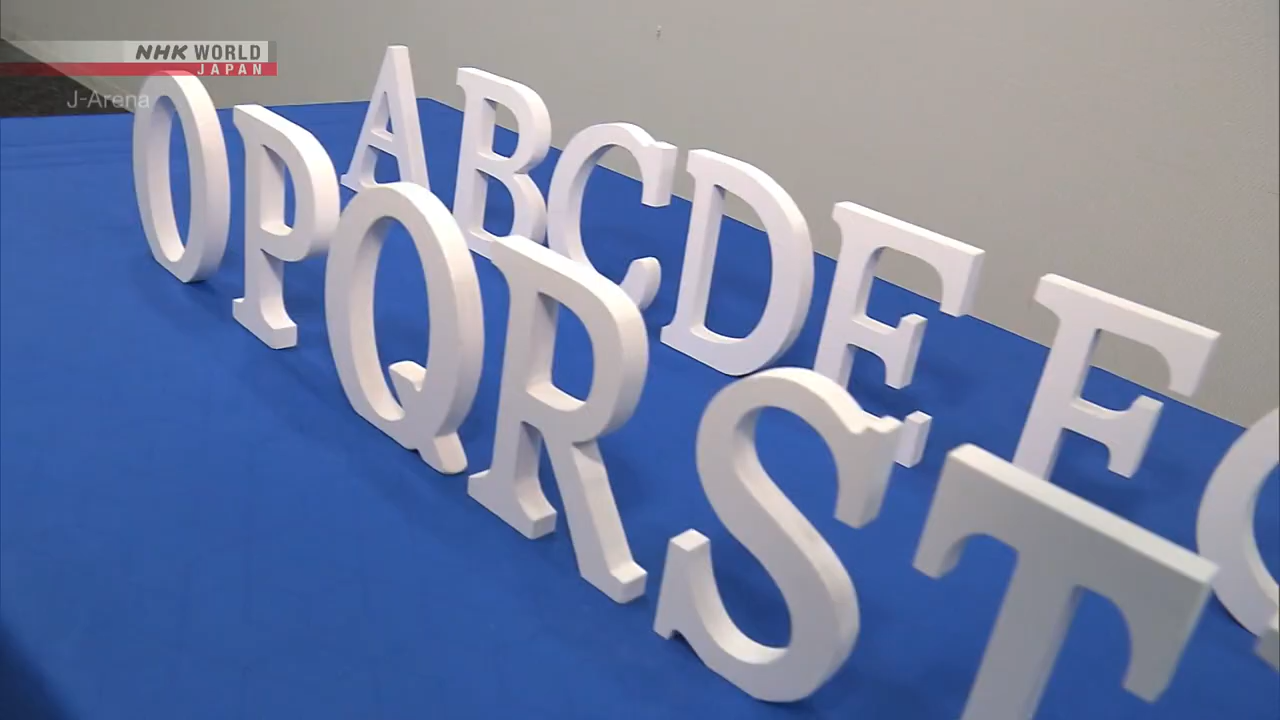 NHK WORLD
JAPAN
J-Arena
ABCDEFG
OPQRST